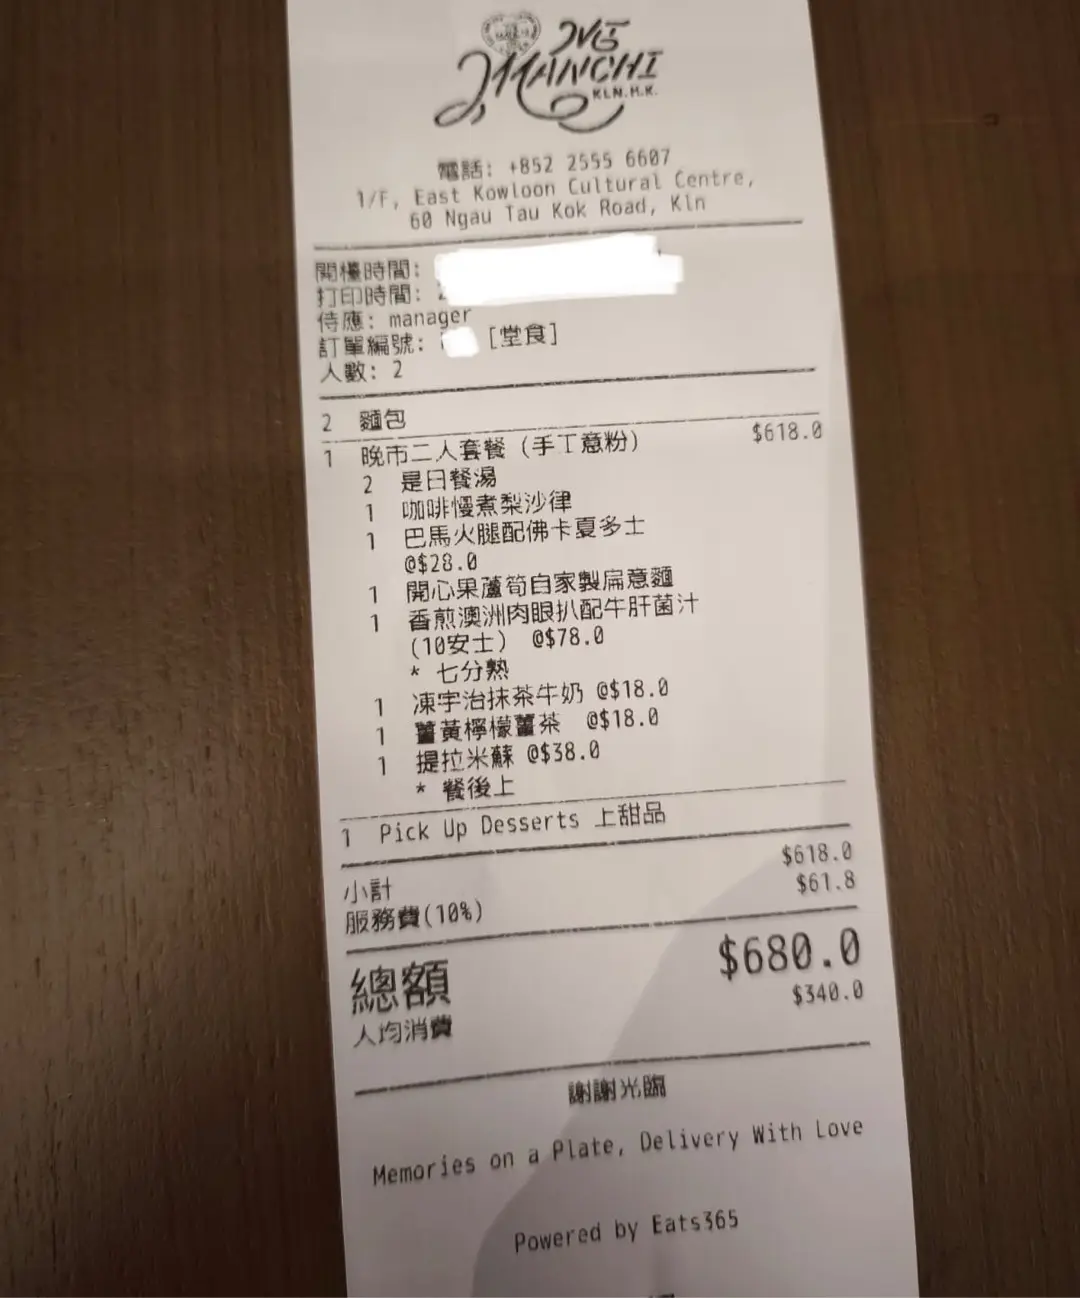 NŌ
MANCHI
KLN.H.K.
電話: +852 2555 6607
1/F, East Kowloon Cultural Centre,
60 Ngau Tau Kok Road, Kln
開檯時間:
打印時間: 2
侍應: manager
訂單編號: [堂食]
人數: 2
2 麵包
1 晚市二人套餐 (手工意粉) $618.0
2 是日餐湯
1 咖啡慢煮梨沙律
1 巴馬火腿配佛卡夏多士
@$28.0
1 開心果蘆筍自家製扁意麵
1 香煎澳洲肉眼扒配牛肝菌汁
(10安士) @$78.0
* 七分熟
1 凍宇治抹茶牛奶 @$18.0
1 薑黃檸檬薑茶 @$18.0
1 提拉米蘇 @$38.0
* 餐後上
1 Pick Up Desserts 上甜品
小計 $618.0
服務費(10%) $61.8
總額 $680.0
人均消費 $340.0
謝謝光臨
Memories on a Plate, Delivery With Love
Powered by Eats365